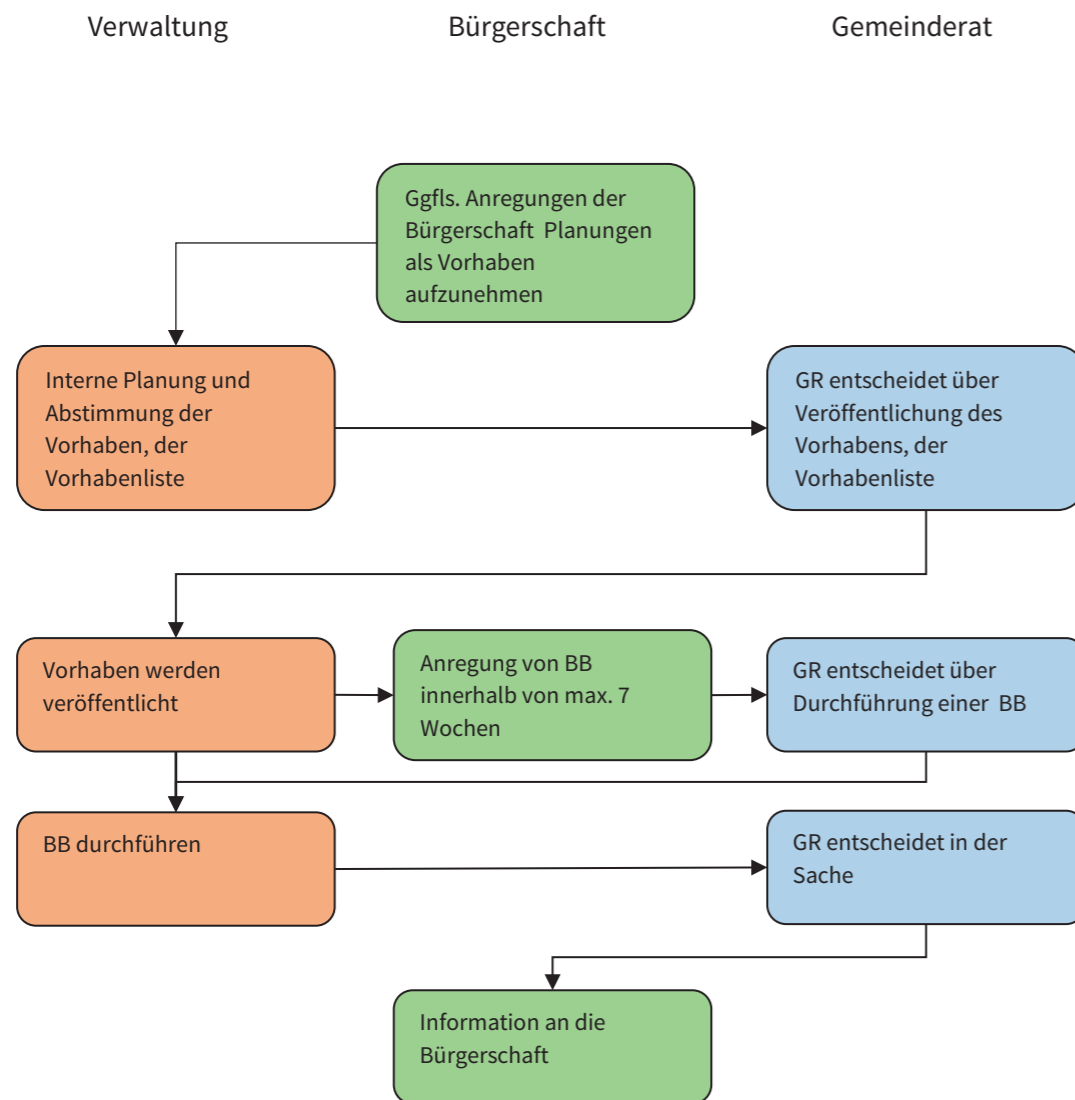 Verwaltung Bürgerschaft Gemeinderat
Ggfls. Anregungen der
Bürgerschaft Planungen
als Vorhaben
aufzunehmen
Interne Planung und
Abstimmung der
Vorhaben, der
Vorhabenliste
GR entscheidet über
Veröffentlichung des
Vorhabens, der
Vorhabenliste
Vorhaben werden
veröffentlicht
Anregung von BB
innerhalb von max. 7
Wochen
GR entscheidet über
Durchführung einer BB
BB durchführen
GR entscheidet in der
Sache
Information an die
Bürgerschaft